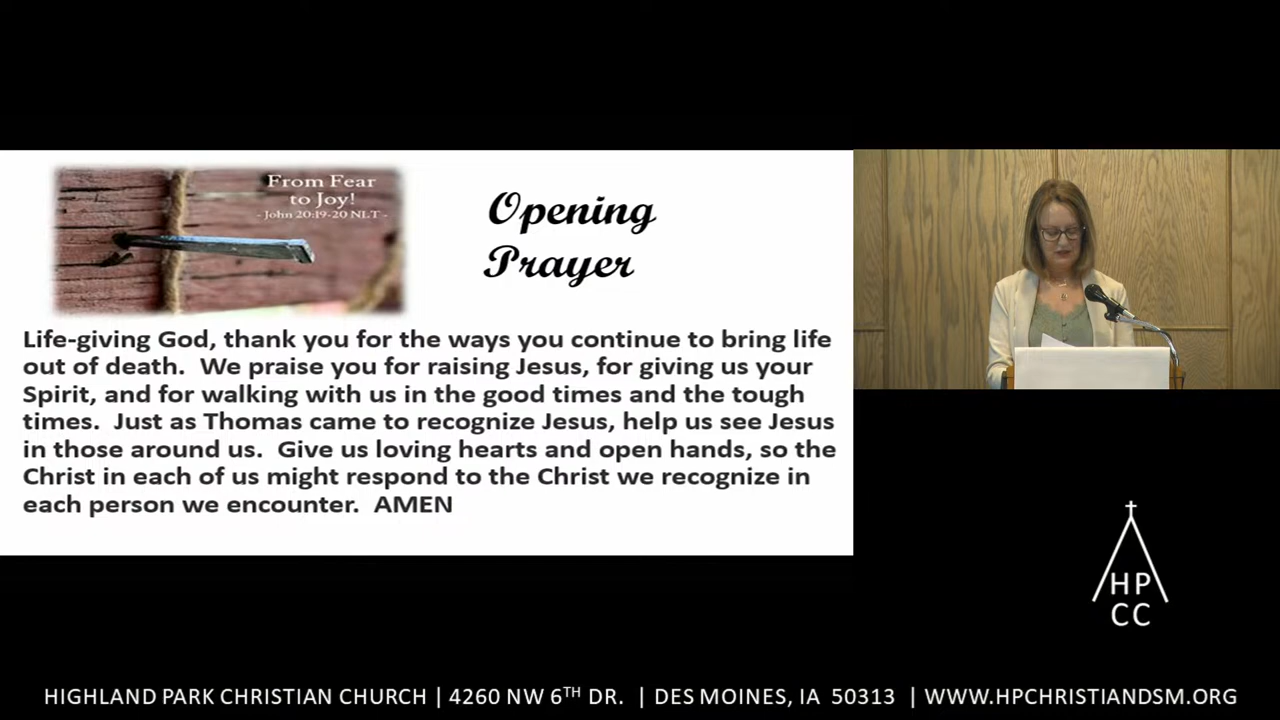 From Fear
to Joy!
- John 20:19-20 NLT -
Opening
Prayer
Life-giving God, thank you for the ways you continue to bring life
out of death.  We praise you for raising Jesus, for giving us your
Spirit, and for walking with us in the good times and the tough
times.  Just as Thomas came to recognize Jesus, help us see Jesus
in those around us.  Give us loving hearts and open hands, so the
Christ in each of us might respond to the Christ we recognize in
each person we encounter.  AMEN
HP
CC
HIGHLAND PARK CHRISTIAN CHURCH | 4260 NW 6TH DR.  | DES MOINES, IA  50313  | WWW.HPCHRISTIANDSM.ORG